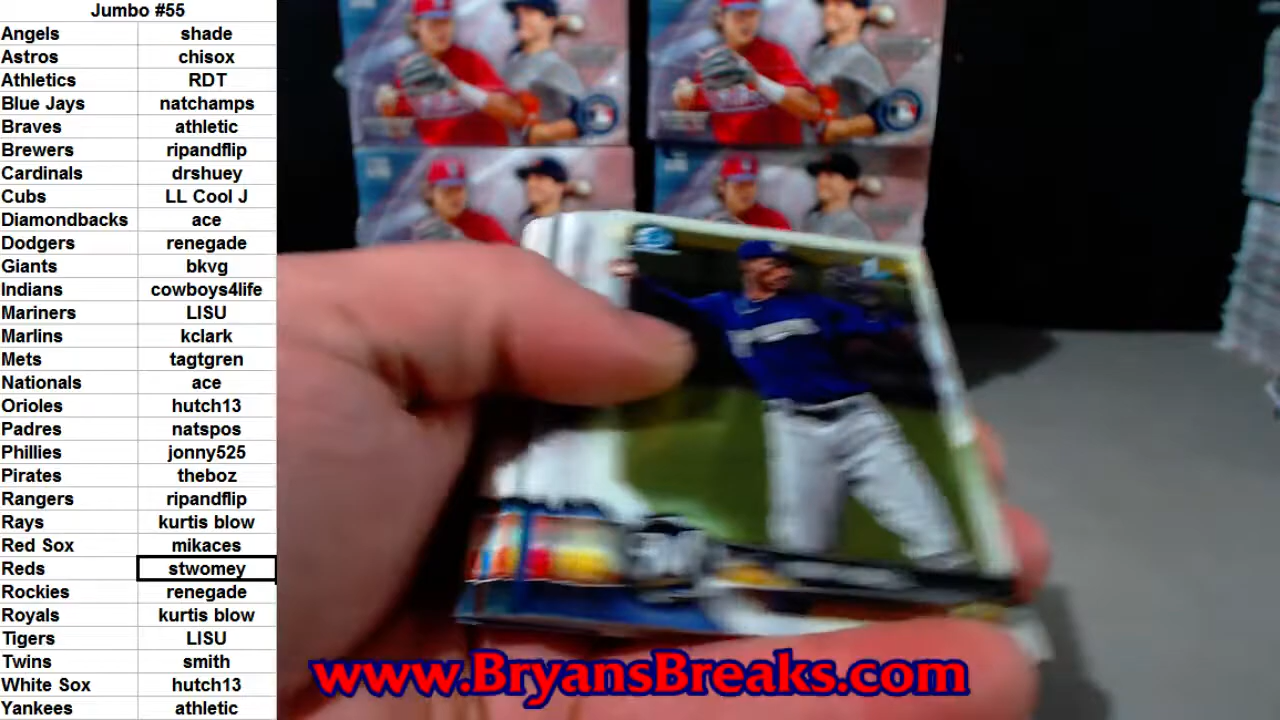 Jumbo #55
Angels shade
Astros chisox
Athletics RDT
Blue Jays natchamps
Braves athletic
Brewers ripandflip
Cardinals drshuey
Cubs LL Cool J
Diamondbacks ace
Dodgers renegade
Giants bkvg
Indians cowboys4life
Mariners LISU
Marlins kclark
Mets tagtgren
Nationals ace
Orioles hutch13
Padres natspos
Phillies jonny525
Pirates theboz
Rangers ripandflip
Rays kurtis blow
Red Sox mikaces
Reds stwomey
Rockies renegade
Royals kurtis blow
Tigers LISU
Twins smith
White Sox hutch13
Yankees athletic
www.BryansBreaks.com